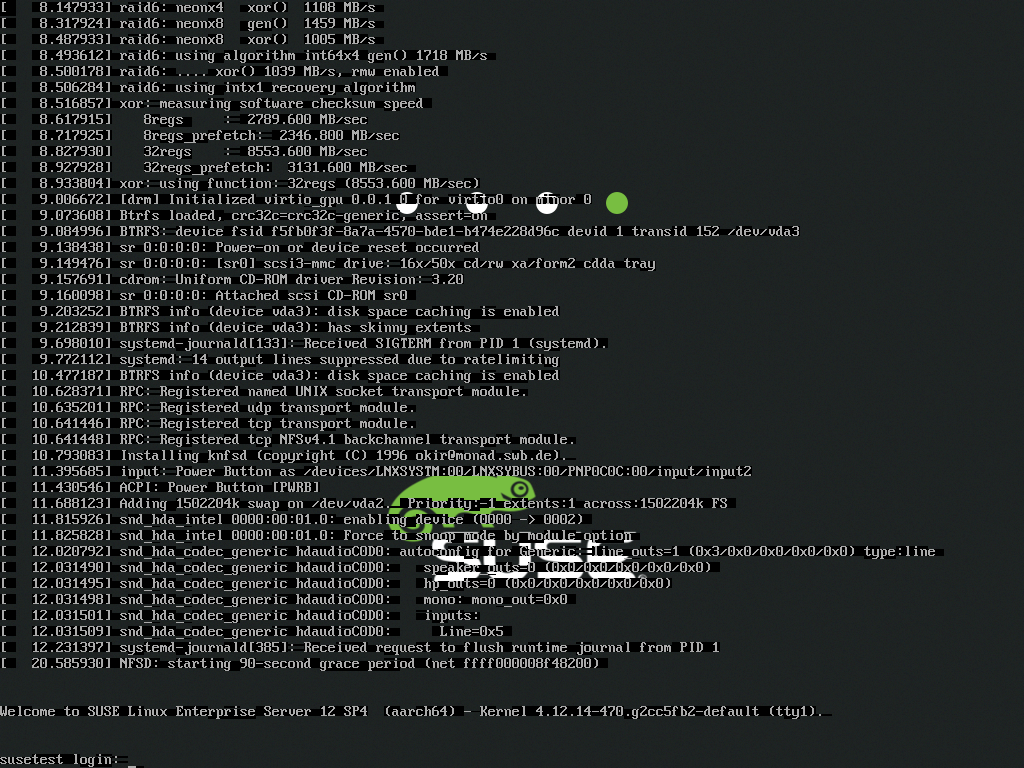 [    8.147933] raid6: neonx4   xor()  1108 MB/s
[    8.317924] raid6: neonx8   gen()  1459 MB/s
[    8.487933] raid6: neonx8   xor()  1005 MB/s
[    8.493612] raid6: using algorithm int64x4 gen() 1718 MB/s
[    8.500178] raid6: .... xor() 1039 MB/s, rmw enabled
[    8.506284] raid6: using intx1 recovery algorithm
[    8.516857] xor: measuring software checksum speed
[    8.617915]    8regs     :  2789.600 MB/sec
[    8.717925]    8regs_prefetch:  2346.800 MB/sec
[    8.827930]    32regs    :  8553.600 MB/sec
[    8.927928]    32regs_prefetch:  3131.600 MB/sec
[    8.933804] xor: using function: 32regs (8553.600 MB/sec)
[    9.006672] [drm] Initialized virtio_gpu 0.0.1 0 for virtio0 on minor 0
[    9.073608] Btrfs loaded, crc32c=crc32c-generic, assert=on
[    9.084996] BTRFS: device fsid f5fb0f3f-8a7a-4570-bde1-b474e228d96c devid 1 transid 152 /dev/vda3
[    9.138438] sr 0:0:0:0: Power-on or device reset occurred
[    9.149476] sr 0:0:0:0: [sr0] scsi3-mmc drive: 16x/50x cd/rw xa/form2 cdda tray
[    9.157691] cdrom: Uniform CD-ROM driver Revision: 3.20
[    9.160098] sr 0:0:0:0: Attached scsi CD-ROM sr0
[    9.203252] BTRFS info (device vda3): disk space caching is enabled
[    9.212839] BTRFS info (device vda3): has skinny extents
[    9.698010] systemd-journald[133]: Received SIGTERM from PID 1 (systemd).
[    9.772112] systemd: 14 output lines suppressed due to ratelimiting
[   10.477187] BTRFS info (device vda3): disk space caching is enabled
[   10.628371] RPC: Registered named UNIX socket transport module.
[   10.635201] RPC: Registered udp transport module.
[   10.641446] RPC: Registered tcp transport module.
[   10.641448] RPC: Registered tcp NFSv4.1 backchannel transport module.
[   10.793083] Installing knfsd (copyright (C) 1996 okir@monad.swb.de).
[   11.395685] input: Power Button as /devices/LNXSYSTM:00/LNXSYBUS:00/PNP0C0C:00/input/input2
[   11.430546] ACPI: Power Button [PWRB]
[   11.688123] Adding 1502204k swap on /dev/vda2.  Priority:-1 extents:1 across:1502204k FS
[   11.815926] snd_hda_intel 0000:00:01.0: enabling device (0000 -> 0002)
[   11.825828] snd_hda_intel 0000:00:01.0: Force to snoop mode by module option
[   12.020792] snd_hda_codec_generic hdaudioC0D0: autoconfig for Generic: line_outs=1 (0x3/0x0/0x0/0x0/0x0) type:line
[   12.031490] snd_hda_codec_generic hdaudioC0D0:    speaker_outs=0 (0x0/0x0/0x0/0x0/0x0)
[   12.031495] snd_hda_codec_generic hdaudioC0D0:    hp_outs=0 (0x0/0x0/0x0/0x0/0x0)
[   12.031498] snd_hda_codec_generic hdaudioC0D0:    mono: mono_out=0x0
[   12.031501] snd_hda_codec_generic hdaudioC0D0:    inputs:
[   12.031509] snd_hda_codec_generic hdaudioC0D0:      Line=0x5
[   12.231397] systemd-journald[385]: Received request to flush runtime journal from PID 1
[   20.585930] NFSD: starting 90-second grace period (net ffff000008f48200)
SUSE
Welcome to SUSE Linux Enterprise Server 12 SP4  (aarch64) - Kernel 4.12.14-470.g2cc5fb2-default (tty1).
susetest login: _